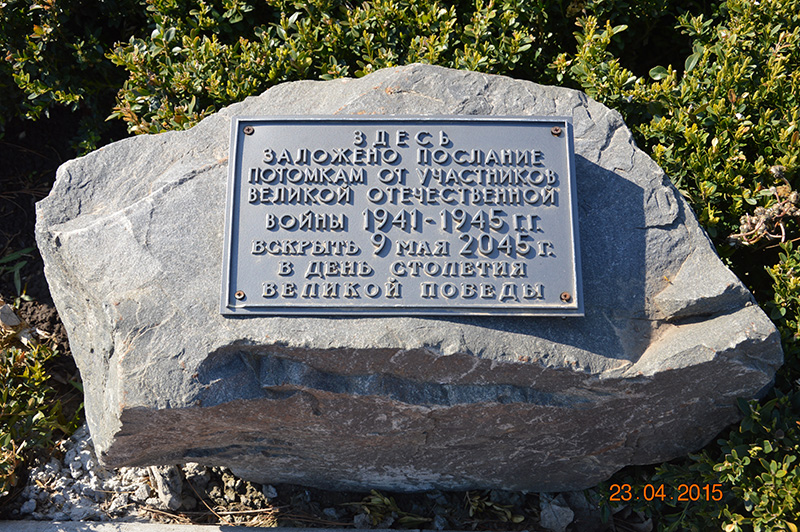 ЗДЕСЬ
ЗАЛОЖЕНО ПОСЛАНИЕ
ПОТОМКАМ ОТ УЧАСТНИКОВ
ВЕЛИКОЙ ОТЕЧЕСТВЕННОЙ
ВОЙНЫ 1941-1945 ГГ.
ВСКРЫТЬ 9 МАЯ 2045 Г.
В ДЕНЬ СТОЛЕТИЯ
ВЕЛИКОЙ ПОБЕДЫ
23.04.2015